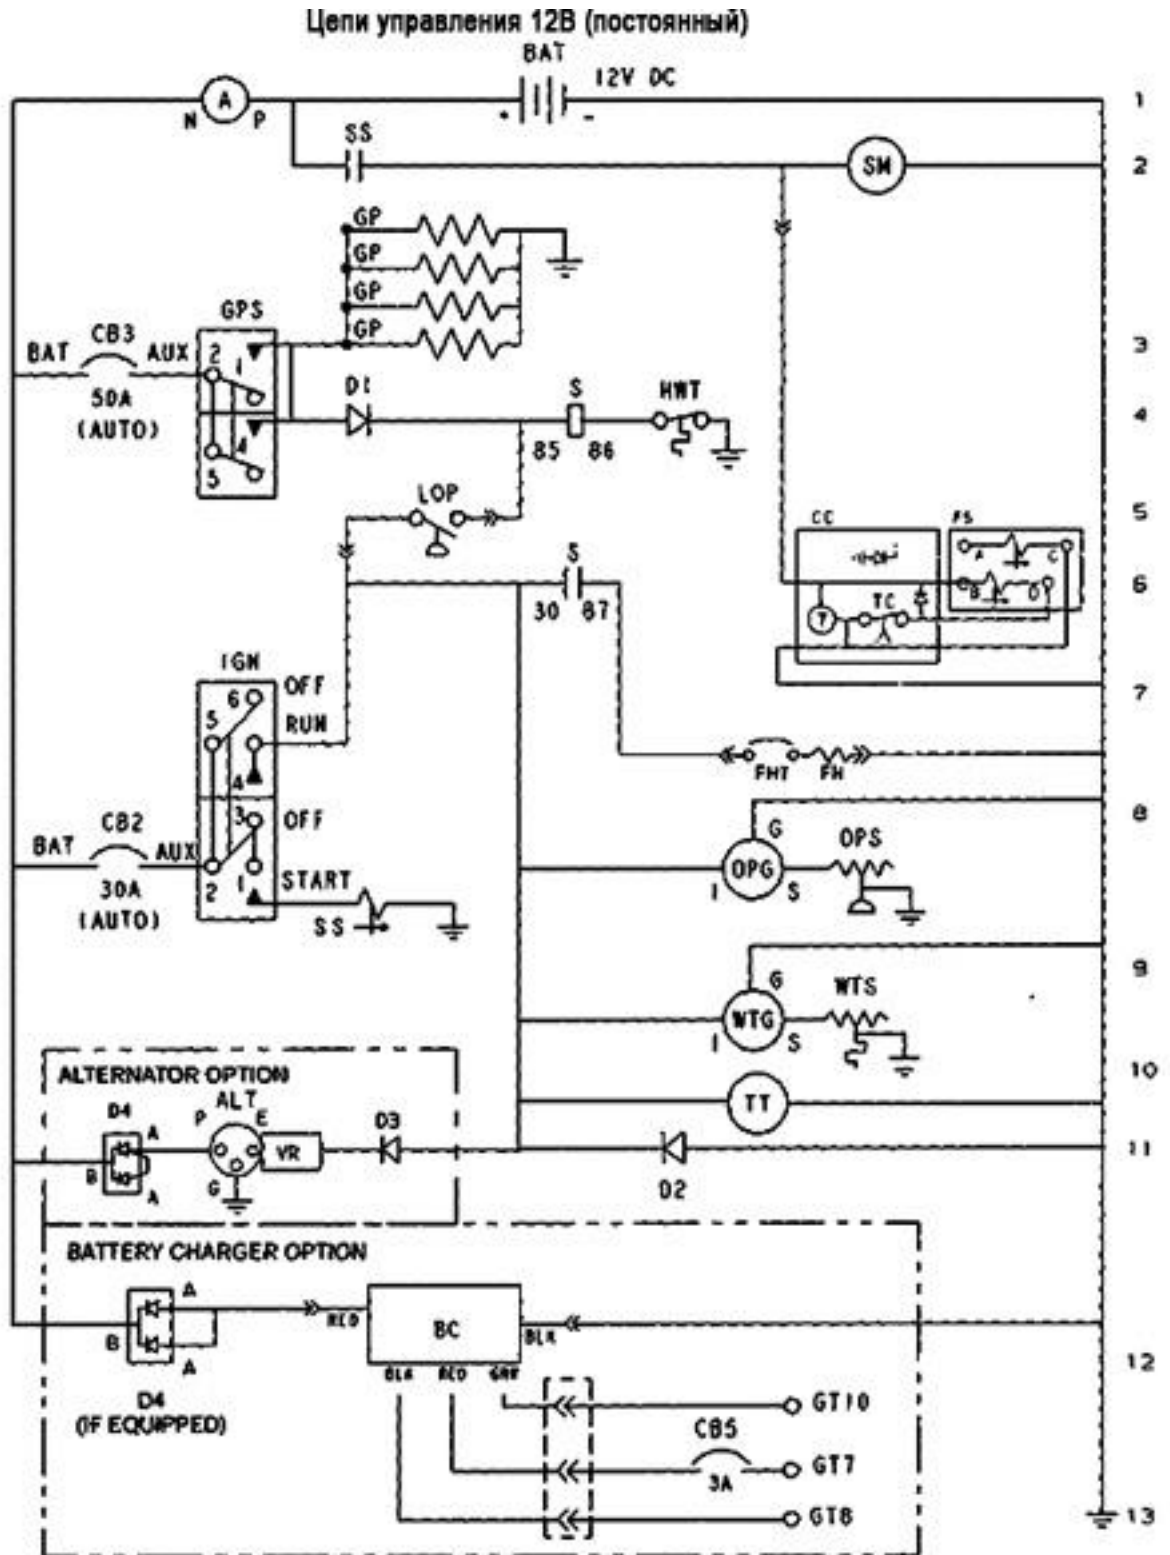 Цепи управления 12В (постоянный)
BAT
12V DC
A
N P
+ -
1
SS
SM
2
GP
GP
GP
GP
GPS
BAT CB3 AUX
50A
(AUTO)
2 1
4
5
3
D1
S
HWT
85 86
4
LOP
5
CC
FS
A C
B D
TC
T
S
30 87
6
IGN
6 OFF
5 RUN
4
7
FHT FH
BAT CB2 AUX
30A
(AUTO)
3 OFF
2 1 START
SS
8
G
OPG
I S
OPS
9
G
WTG
I S
WTS
10
TT
ALTERNATOR OPTION
D4
A
B
A
ALT
P E
G
VR
D3
D2
11
BATTERY CHARGER OPTION
A
B
A
D4
(IF EQUIPPED)
RED
BC
BLK
BLK RED GRN
12
GT10
CB5
3A
GT7
GT8
13